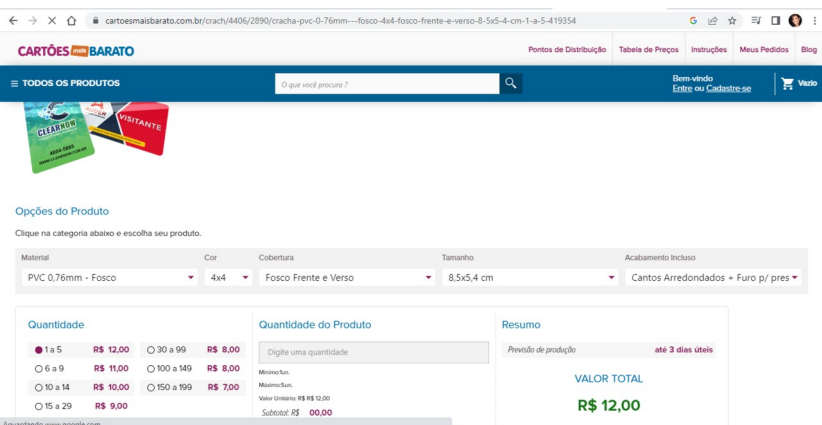 cartoesmaisbarato.com.br/crach/4406/2890/cracha-pvc-0-76mm---fosco-4x4-fosco-frente-e-verso-8-5x5-4-cm-1-a-5-419354
CARTÕES mais BARATO
Pontos de Distribuição Tabela de Preços Instruções Meus Pedidos Blog
TODOS OS PRODUTOS
O que você procura ?
Bem-vindo
Entre ou Cadastre-se
Vazio
CLEARNOW
VISITANTE
Opções do Produto
Clique na categoria abaixo e escolha seu produto.
Material Cor Cobertura Tamanho Acabamento Incluso
PVC 0,76mm - Fosco 4x4 Fosco Frente e Verso 8,5x5,4 cm Cantos Arredondados + Furo p/ pres
Quantidade Quantidade do Produto Resumo
1 a 5 R$ 12,00 30 a 99 R$ 8,00
6 a 9 R$ 11,00 100 a 149 R$ 8,00
10 a 14 R$ 10,00 150 a 199 R$ 7,00
15 a 29 R$ 9,00
Digite uma quantidade
Mínimo:1un.
Máximo:5un.
Valor Unitário: R$ R$ 12,00
Subtotal: R$ 00,00
Previsão de produção até 3 dias úteis
VALOR TOTAL
R$ 12,00
Aguardando www.google.com